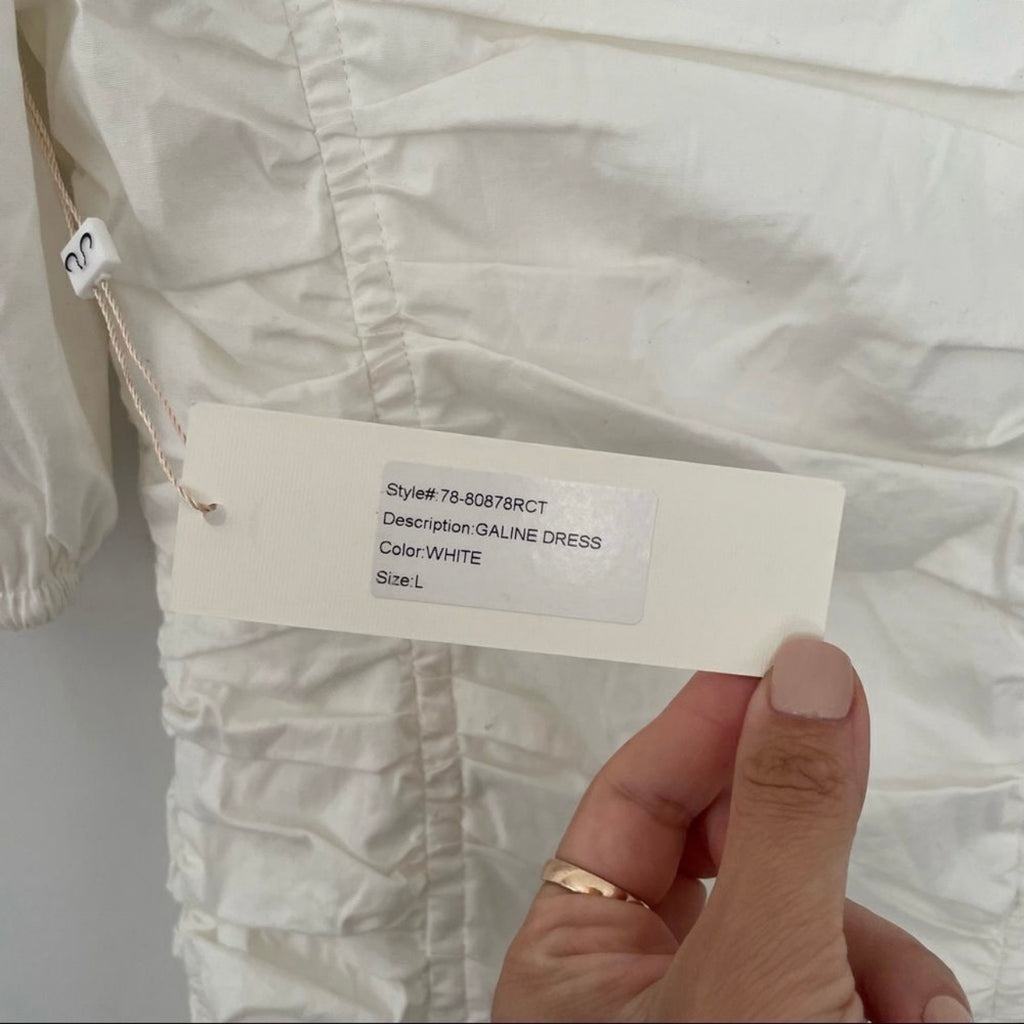 S
Style#:78-80878RCT
Description:GALINE DRESS
Color:WHITE
Size:L